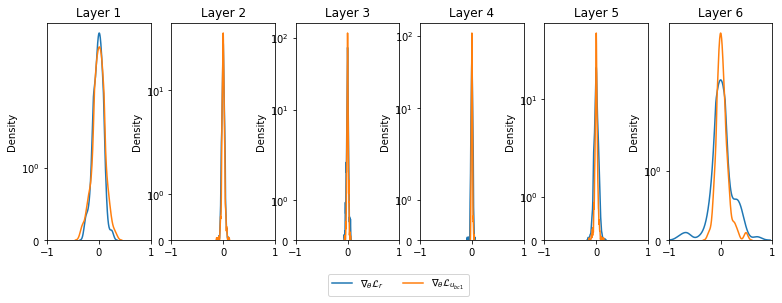 Layer 1 Layer 2 Layer 3 Layer 4 Layer 5 Layer 6
Density Density Density Density Density Density
10² 10²
10¹ 10¹ 10¹ 10¹
10⁰ 10⁰ 10⁰ 10⁰ 10⁰ 10⁰
0 0 0 0 0 0
−1 0 1 −1 0 1 −1 0 1 −1 0 1 −1 0 1 −1 0 1
∇θℒr ∇θℒu_bc1